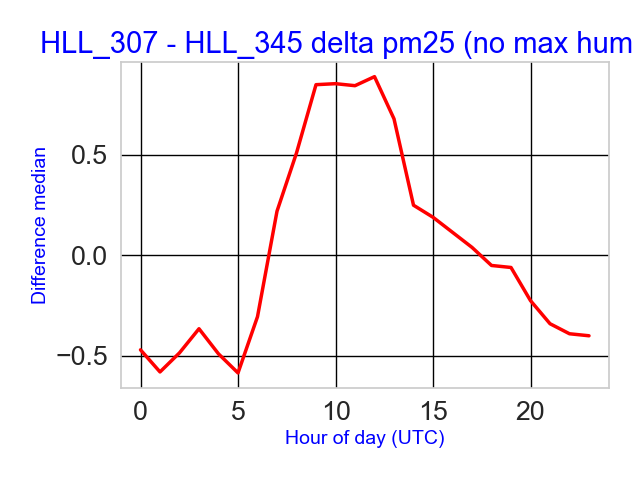 HLL_307 - HLL_345 delta pm25 (no max hum
Difference median
0.5
0.0
−0.5
0 5 10 15 20
Hour of day (UTC)